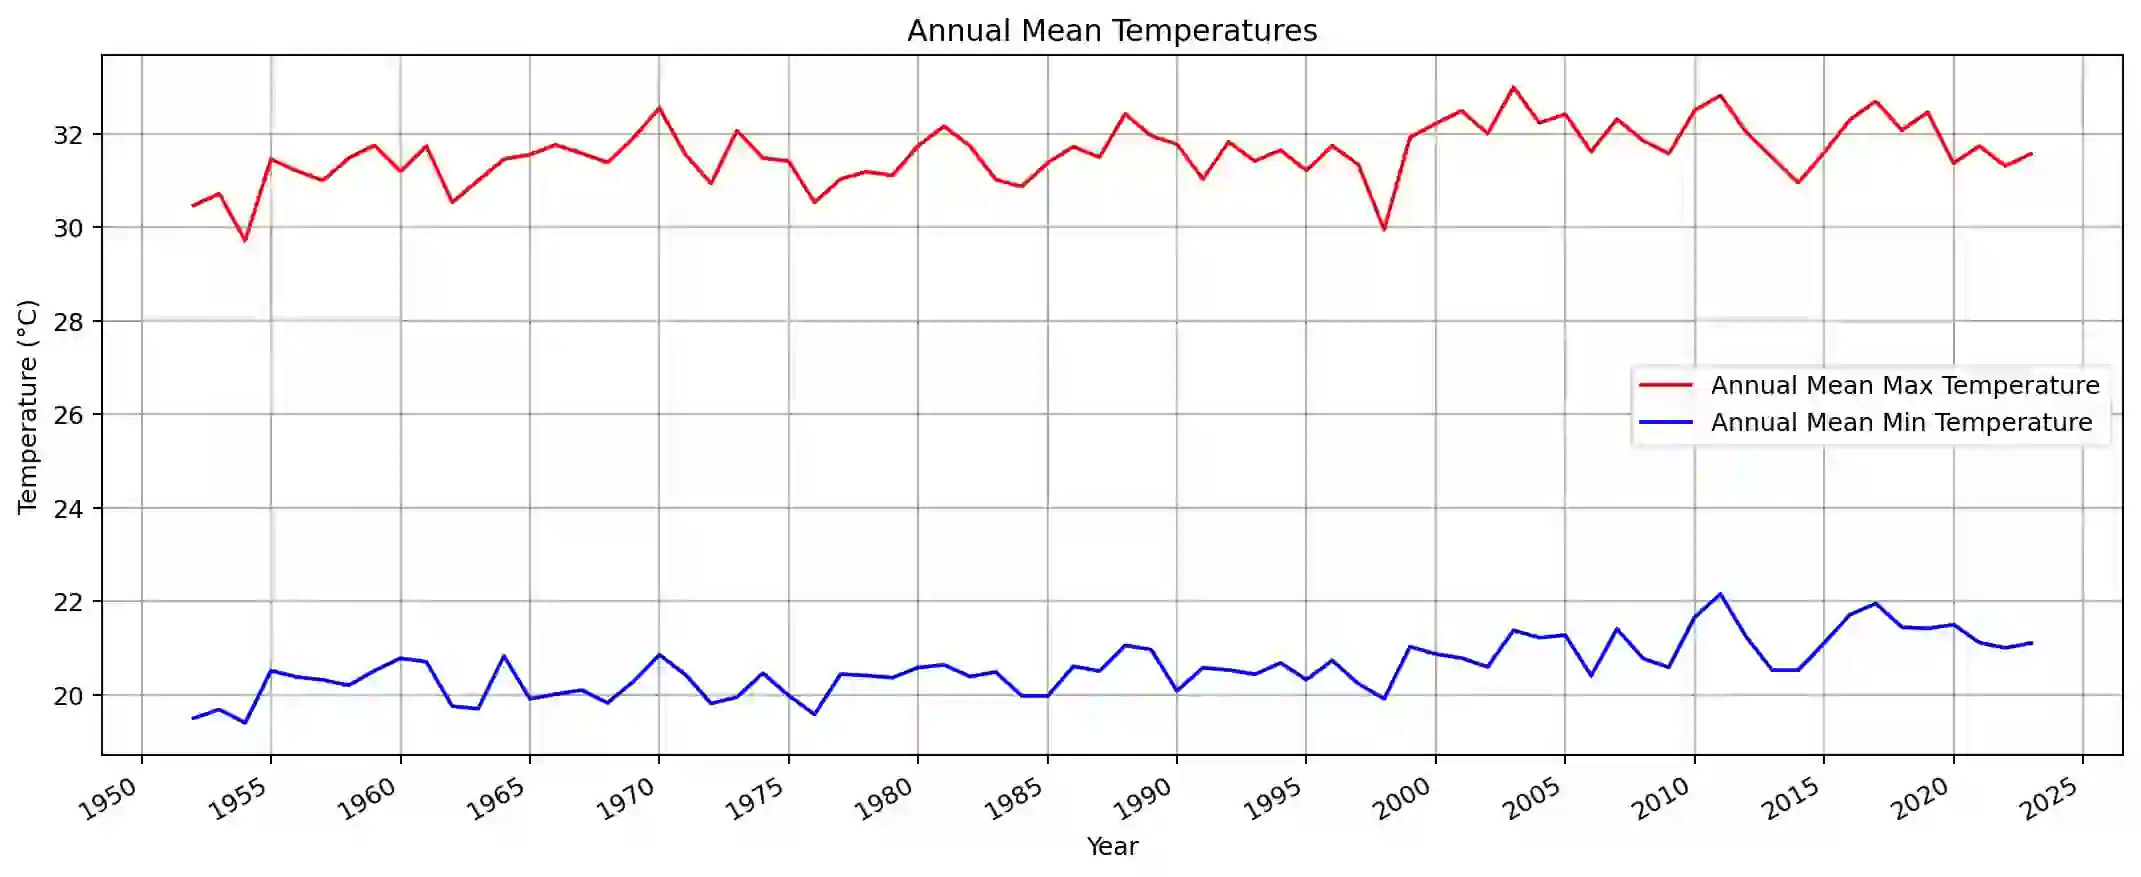 Annual Mean Temperatures
Temperature (°C)
32
30
28
26
24
22
20
Annual Mean Max Temperature
Annual Mean Min Temperature
1950 1955 1960 1965 1970 1975 1980 1985 1990 1995 2000 2005 2010 2015 2020 2025
Year